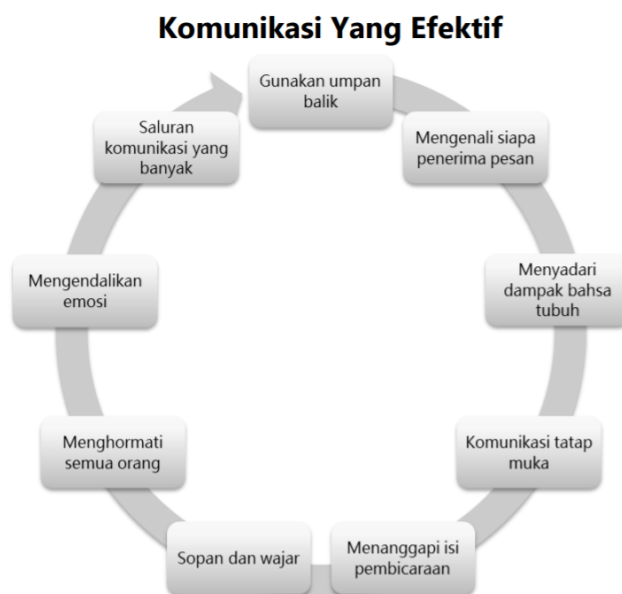 Komunikasi Yang Efektif
Gunakan umpan
balik
Mengenali siapa
penerima pesan
Menyadari
dampak bahsa
tubuh
Komunikasi tatap
muka
Menanggapi isi
pembicaraan
Sopan dan wajar
Menghormati
semua orang
Mengendalikan
emosi
Saluran
komunikasi yang
banyak